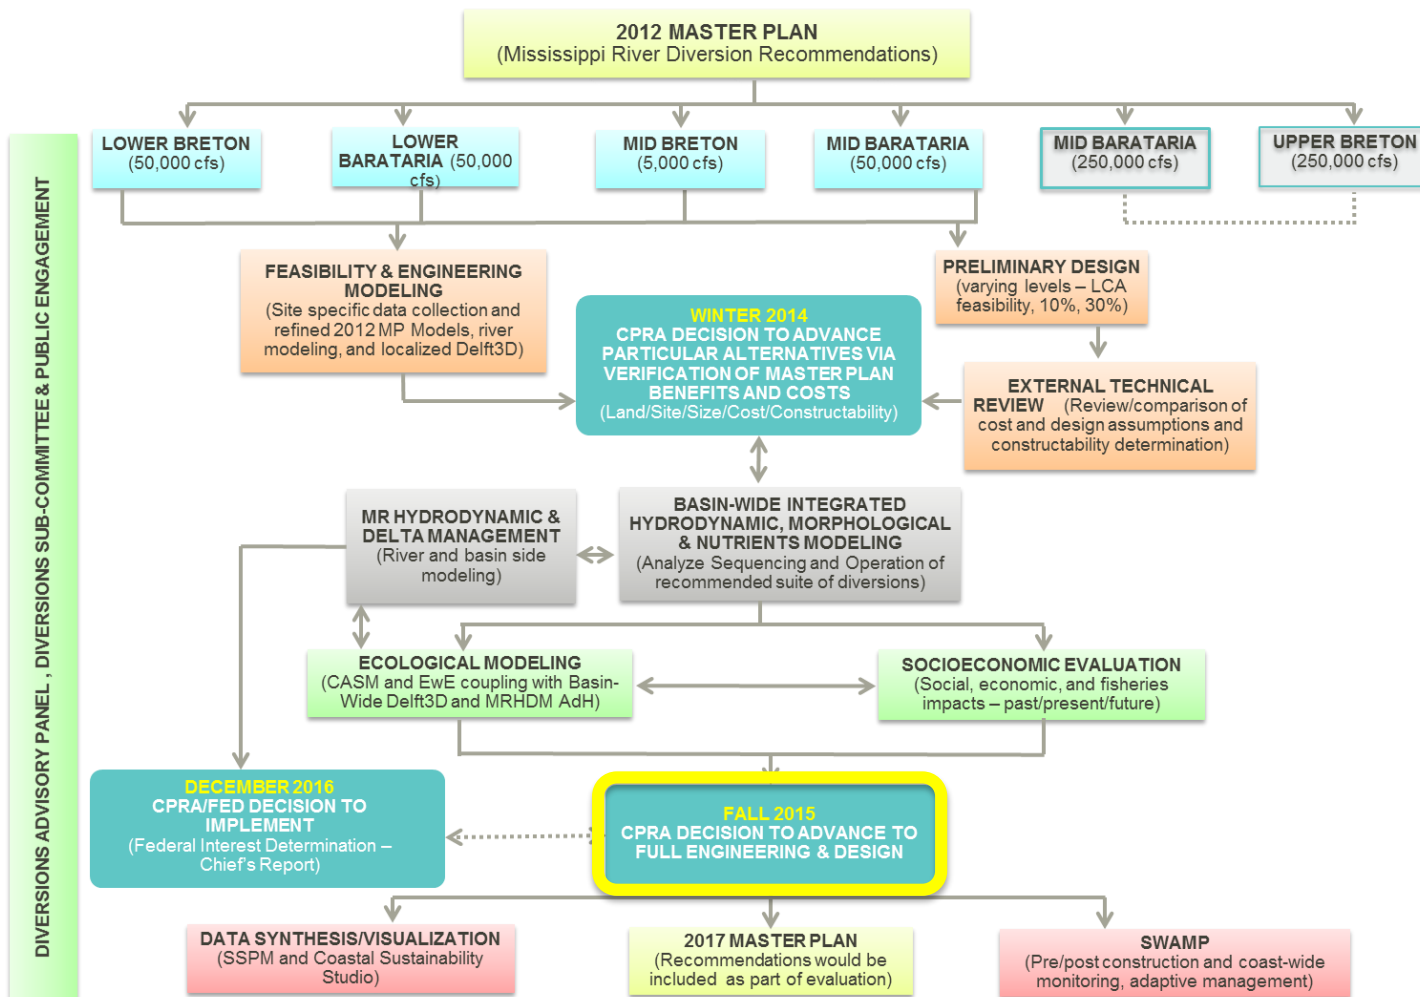 2012 MASTER PLAN
(Mississippi River Diversion Recommendations)
LOWER BRETON
(50,000 cfs)
LOWER
BARATARIA (50,000
cfs)
MID BRETON
(5,000 cfs)
MID BARATARIA
(50,000 cfs)
MID BARATARIA
(250,000 cfs)
UPPER BRETON
(250,000 cfs)
DIVERSIONS ADVISORY PANEL , DIVERSIONS SUB-COMMITTEE & PUBLIC ENGAGEMENT
FEASIBILITY & ENGINEERING
MODELING
(Site specific data collection and
refined 2012 MP Models, river
modeling, and localized Delft3D)
PRELIMINARY DESIGN
(varying levels – LCA
feasibility, 10%, 30%)
WINTER 2014
CPRA DECISION TO ADVANCE
PARTICULAR ALTERNATIVES VIA
VERIFICATION OF MASTER PLAN
BENEFITS AND COSTS
(Land/Site/Size/Cost/Constructability)
EXTERNAL TECHNICAL
REVIEW (Review/comparison of
cost and design assumptions and
constructability determination)
MR HYDRODYNAMIC &
DELTA MANAGEMENT
(River and basin side
modeling)
BASIN-WIDE INTEGRATED
HYDRODYNAMIC, MORPHOLOGICAL
& NUTRIENTS MODELING
(Analyze Sequencing and Operation of
recommended suite of diversions)
ECOLOGICAL MODELING
(CASM and EwE coupling with Basin-
Wide Delft3D and MRHDM AdH)
SOCIOECONOMIC EVALUATION
(Social, economic, and fisheries
impacts – past/present/future)
DECEMBER 2016
CPRA/FED DECISION TO
IMPLEMENT
(Federal Interest Determination –
Chief's Report)
FALL 2015
CPRA DECISION TO ADVANCE TO
FULL ENGINEERING & DESIGN
DATA SYNTHESIS/VISUALIZATION
(SSPM and Coastal Sustainability
Studio)
2017 MASTER PLAN
(Recommendations would be
included as part of evaluation)
SWAMP
(Pre/post construction and coast-wide
monitoring, adaptive management)